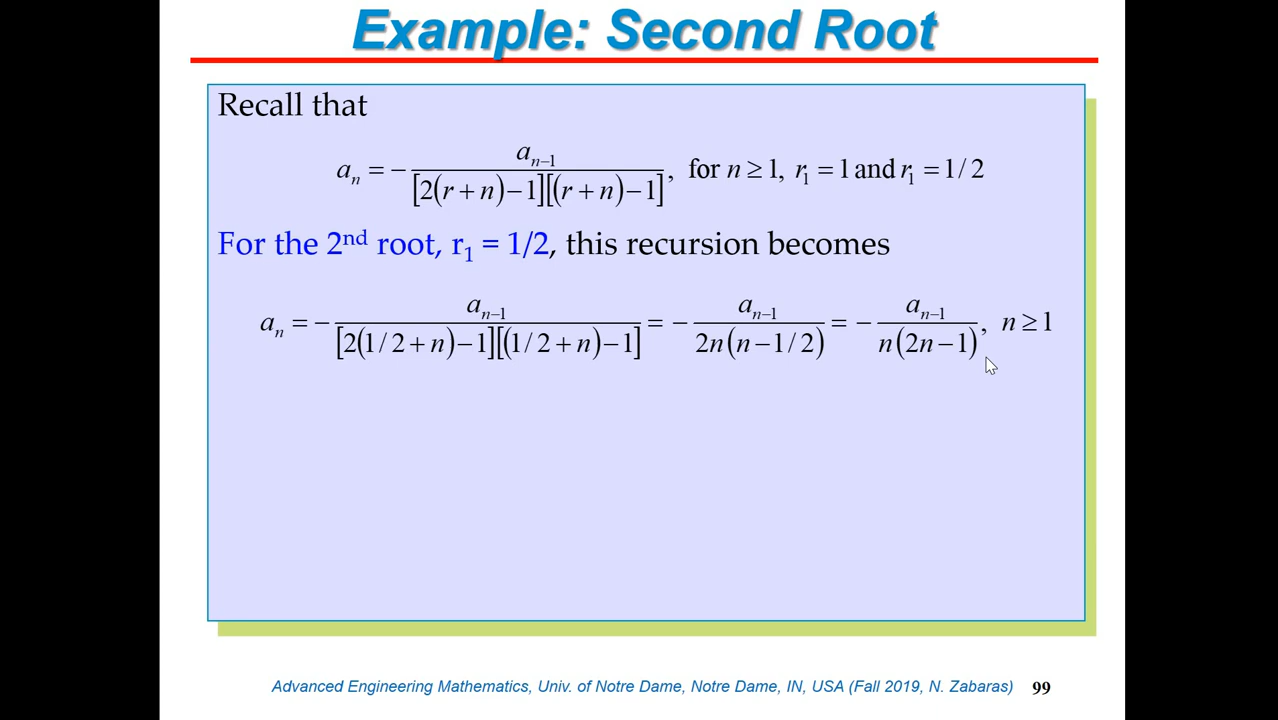 Example: Second Root
Recall that
a_n = − a_{n−1} / [2(r + n) − 1][(r + n) − 1], for n ≥ 1, r_1 = 1 and r_1 = 1 / 2
For the 2nd root, r_1 = 1/2, this recursion becomes
a_n = − a_{n−1} / [2(1 / 2 + n) − 1][(1 / 2 + n) − 1] = − a_{n−1} / 2n(n − 1 / 2) = − a_{n−1} / n(2n − 1), n ≥ 1
Advanced Engineering Mathematics, Univ. of Notre Dame, Notre Dame, IN, USA (Fall 2019, N. Zabaras) 99